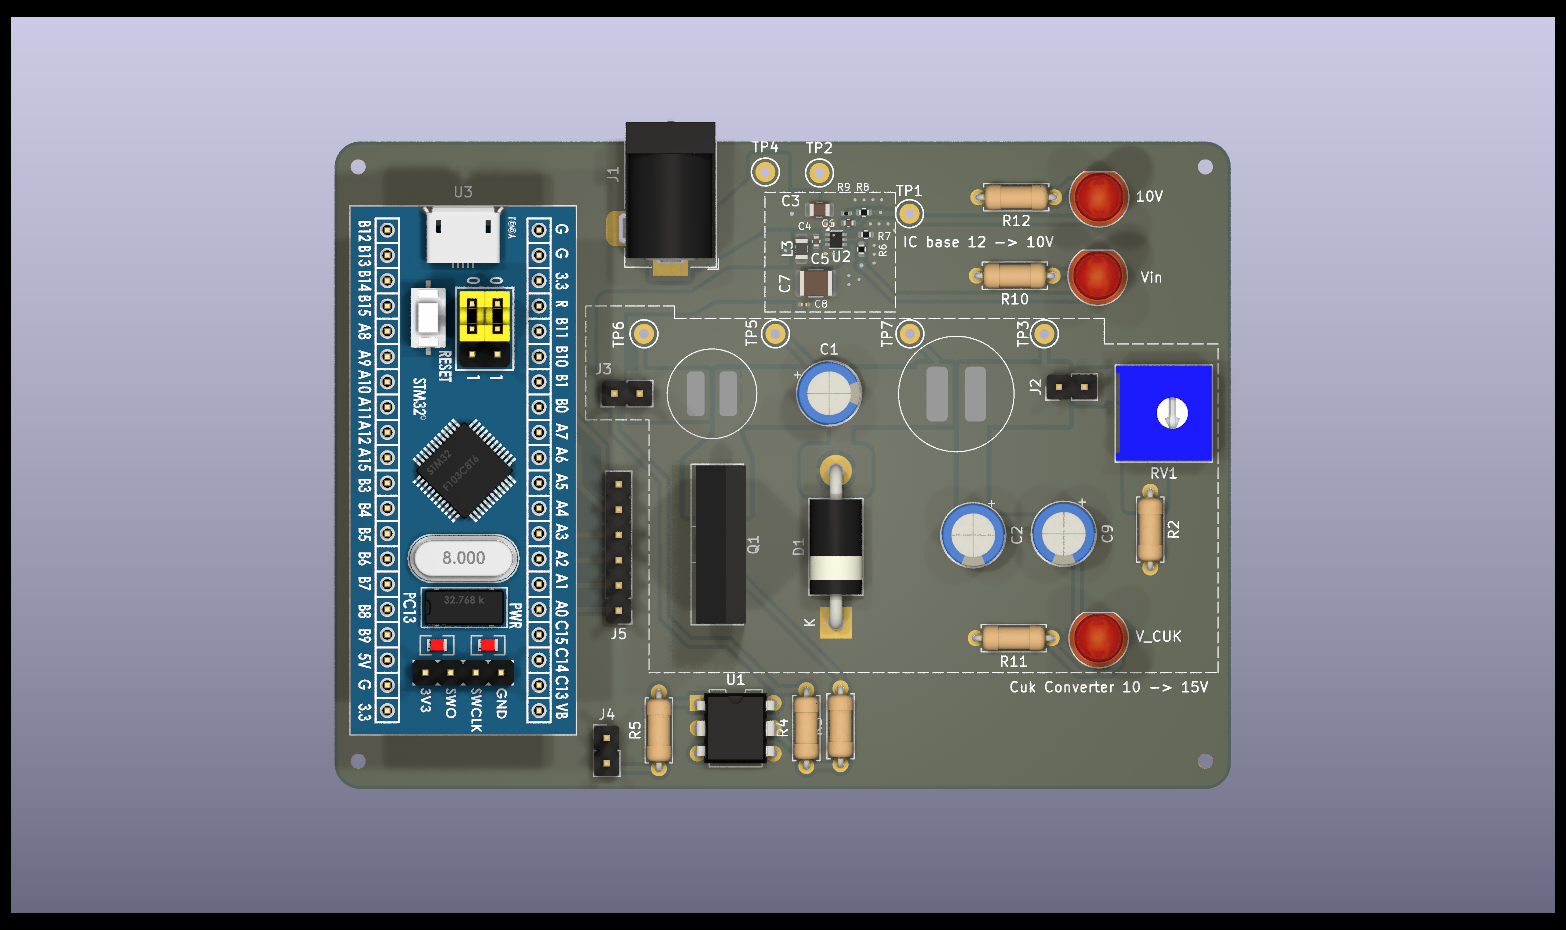 U3
B12
B13
B14
B15
A8
A9
A10
A11
A12
A15
B3
B4
B5
B6
B7
B8
B9
5V
G
3.3
G
G
3.3
R
B11
B10
B1
B0
A7
A6
A5
A4
A3
A2
A1
A0
C15
C14
C13
VB
0 0
1 1
RESET
STM32
STM32
F103C8T6
8.000
32.768 k
PC13
PWR
3V3
SWO
SWCLK
GND
J1
TP4
TP2
R9 R8
TP1
C3
C4
L3
C5
U2
R7
R6
C7
C8
IC base 12 -> 10V
R12
10V
R10
Vin
TP6
TP5
TP7
TP3
J3
C1
+
J2
RV1
J5
Q1
D1
K
C2
+
C9
+
R2
R11
V_CUK
Cuk Converter 10 -> 15V
J4
R5
U1
R4